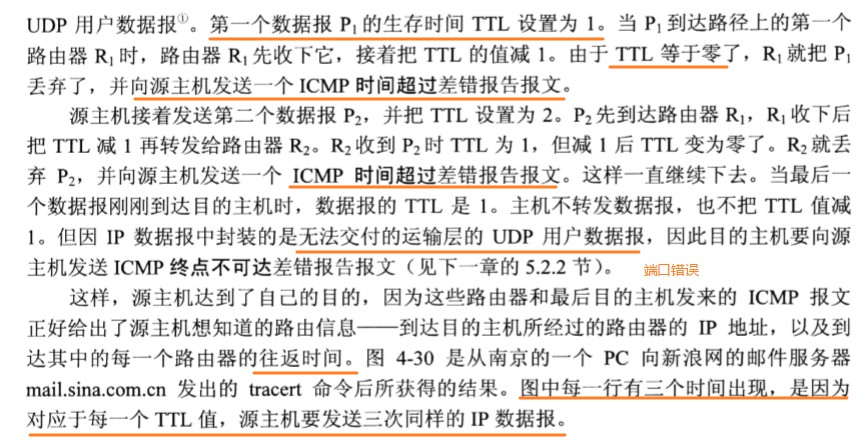 UDP 用户数据报①。第一个数据报 P1 的生存时间 TTL 设置为 1。当 P1 到达路径上的第一个
路由器 R1 时，路由器 R1 先收下它，接着把 TTL 的值减 1。由于 TTL 等于零了，R1 就把 P1
丢弃了，并向源主机发送一个 ICMP 时间超过差错报告报文。
源主机接着发送第二个数据报 P2，并把 TTL 设置为 2。P2 先到达路由器 R1，R1 收下后
把 TTL 减 1 再转发给路由器 R2。R2 收到 P2 时 TTL 为 1，但减 1 后 TTL 变为零了。R2 就丢
弃 P2，并向源主机发送一个 ICMP 时间超过差错报告报文。这样一直继续下去。当最后一
个数据报刚刚到达目的主机时，数据报的 TTL 是 1。主机不转发数据报，也不把 TTL 值减
1。但因 IP 数据报中封装的是无法交付的运输层的 UDP 用户数据报，因此目的主机要向源
主机发送 ICMP 终点不可达差错报告报文（见下一章的 5.2.2 节）。 端口错误
这样，源主机达到了自己的目的，因为这些路由器和最后目的主机发来的 ICMP 报文
正好给出了源主机想知道的路由信息——到达目的主机所经过的路由器的 IP 地址，以及到
达其中的每一个路由器的往返时间。图 4-30 是从南京的一个 PC 向新浪网的邮件服务器
mail.sina.com.cn 发出的 tracert 命令后所获得的结果。图中每一行有三个时间出现，是因为
对应于每一个 TTL 值，源主机要发送三次同样的 IP 数据报。